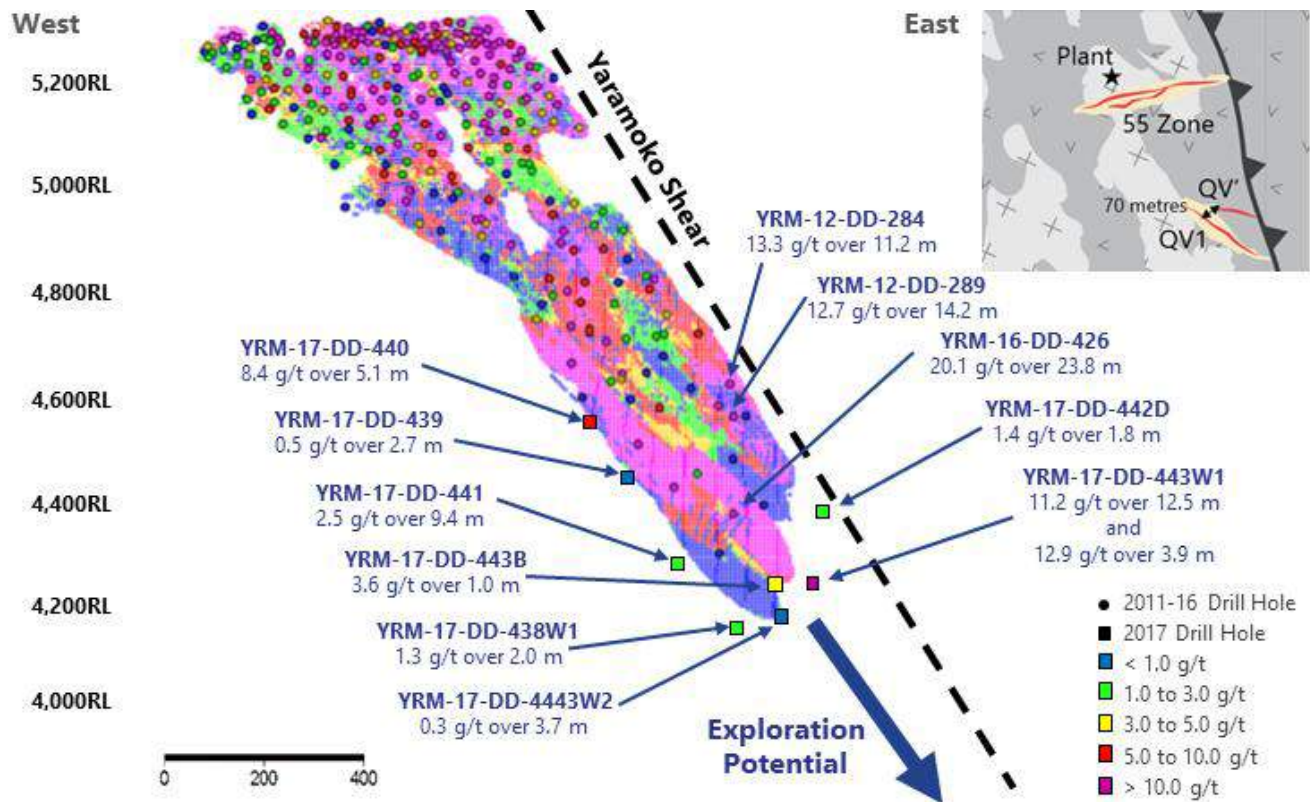 West
East
5,200RL
5,000RL
4,800RL
4,600RL
4,400RL
4,200RL
4,000RL
Yaramoko Shear
Plant
55 Zone
QV'
70 metres
QV1
YRM-12-DD-284
13.3 g/t over 11.2 m
YRM-12-DD-289
12.7 g/t over 14.2 m
YRM-16-DD-426
20.1 g/t over 23.8 m
YRM-17-DD-442D
1.4 g/t over 1.8 m
YRM-17-DD-443W1
11.2 g/t over 12.5 m
and
12.9 g/t over 3.9 m
YRM-17-DD-440
8.4 g/t over 5.1 m
YRM-17-DD-439
0.5 g/t over 2.7 m
YRM-17-DD-441
2.5 g/t over 9.4 m
YRM-17-DD-443B
3.6 g/t over 1.0 m
YRM-17-DD-438W1
1.3 g/t over 2.0 m
YRM-17-DD-4443W2
0.3 g/t over 3.7 m
Exploration
Potential
2011-16 Drill Hole
2017 Drill Hole
< 1.0 g/t
1.0 to 3.0 g/t
3.0 to 5.0 g/t
5.0 to 10.0 g/t
> 10.0 g/t
0
200
400